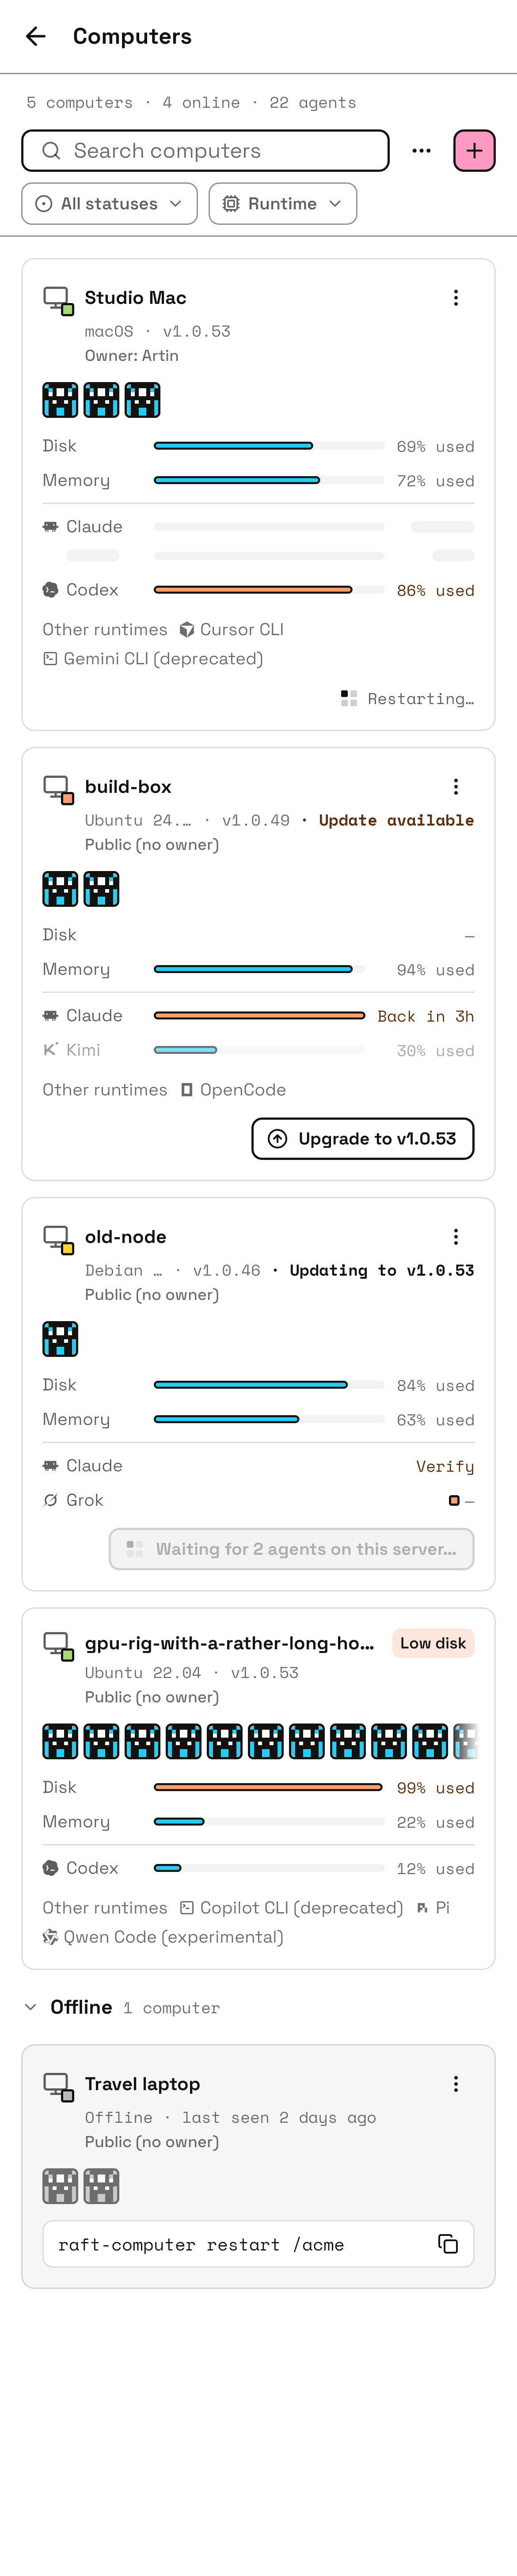 Computers
5 computers · 4 online · 22 agents
Search computers
All statuses
Runtime
Studio Mac
macOS · v1.0.53
Owner: Artin
Disk
69% used
Memory
72% used
Claude
Codex
86% used
Other runtimes Cursor CLI
Gemini CLI (deprecated)
Restarting…
build-box
Ubuntu 24.… · v1.0.49 · Update available
Public (no owner)
Disk
—
Memory
94% used
Claude
Back in 3h
Kimi
30% used
Other runtimes OpenCode
Upgrade to v1.0.53
old-node
Debian … · v1.0.46 · Updating to v1.0.53
Public (no owner)
Disk
84% used
Memory
63% used
Claude
Verify
Grok
—
Waiting for 2 agents on this server…
gpu-rig-with-a-rather-long-ho…
Low disk
Ubuntu 22.04 · v1.0.53
Public (no owner)
Disk
99% used
Memory
22% used
Codex
12% used
Other runtimes Copilot CLI (deprecated) Pi
Qwen Code (experimental)
Offline 1 computer
Travel laptop
Offline · last seen 2 days ago
Public (no owner)
raft-computer restart /acme